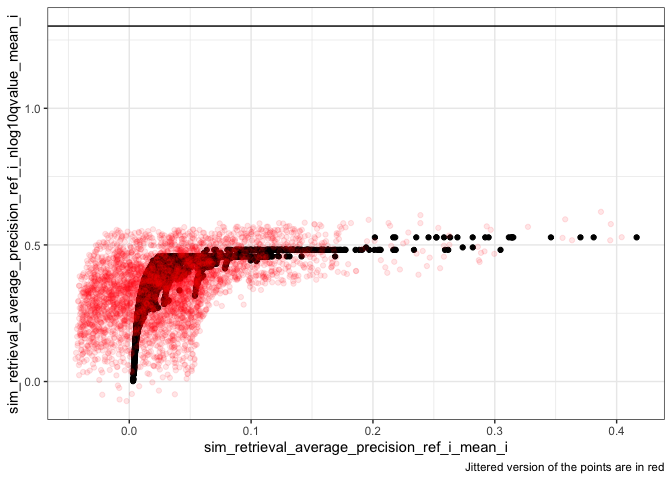 sim_retrieval_average_precision_ref_i_nlog10qvalue_mean_i
1.0
0.5
0.0
0.0 0.1 0.2 0.3 0.4
sim_retrieval_average_precision_ref_i_mean_i
Jittered version of the points are in red